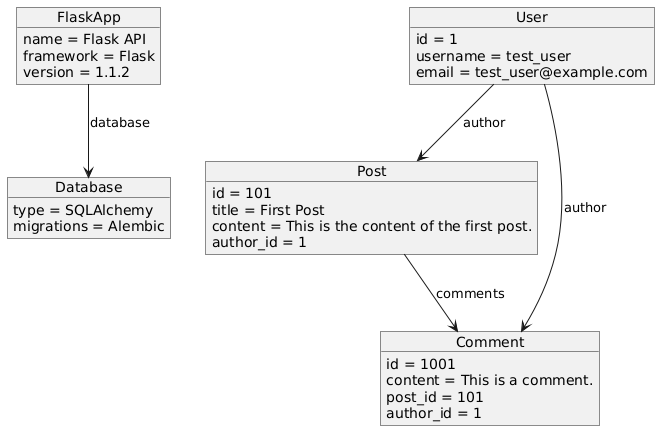 FlaskApp
name = Flask API
framework = Flask
version = 1.1.2
User
id = 1
username = test_user
email = test_user@example.com
database
author
Database
type = SQLAlchemy
migrations = Alembic
Post
id = 101
title = First Post
content = This is the content of the first post.
author_id = 1
author
comments
Comment
id = 1001
content = This is a comment.
post_id = 101
author_id = 1